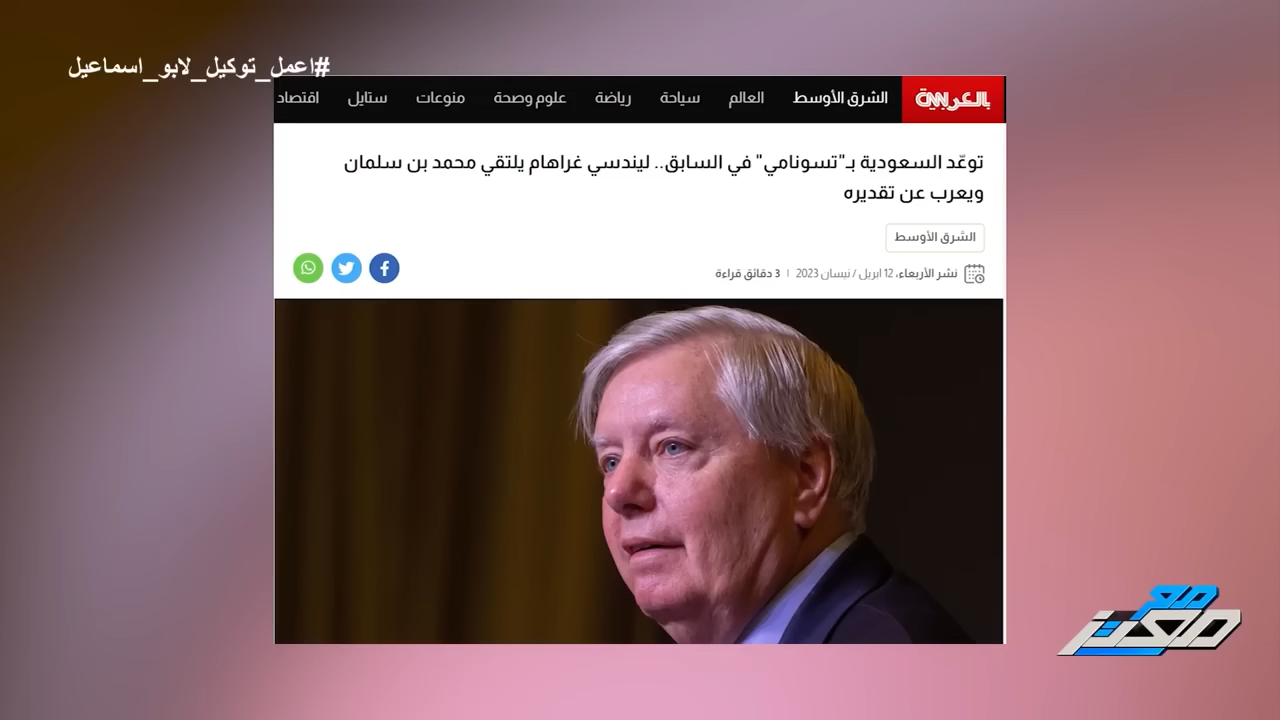 #اعمل_توكيل_لابو_اسماعيل
CNN بالعربية
الشرق الأوسط
العالم
سياحة
رياضة
علوم وصحة
منوعات
ستايل
اقتصاد
توعّد السعودية بـ"تسونامي" في السابق.. ليندسي غراهام يلتقي محمد بن سلمان
ويعرب عن تقديره
الشرق الأوسط
نشر الأربعاء، 12 ابريل / نيسان 2023 | 3 دقائق قراءة
مع معتز